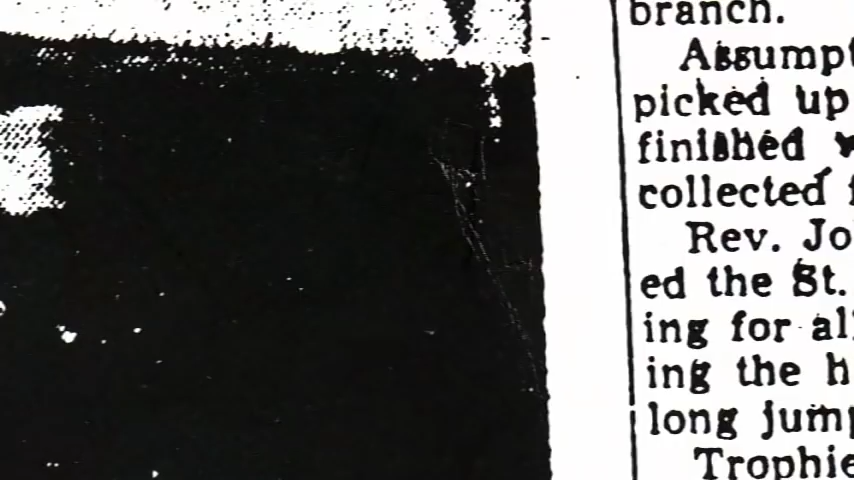 branch.
Assumpt
picked up
finished w
collected f
Rev. Jo
ed the St.
ing for al
ing the h
long jump
Trophie